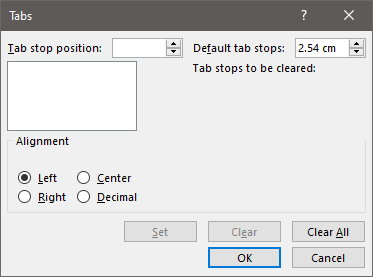 Tabs ? ×
Tab stop position: Default tab stops: 2.54 cm
Tab stops to be cleared:
Alignment
Left Center
Right Decimal
Set Clear Clear All
OK Cancel